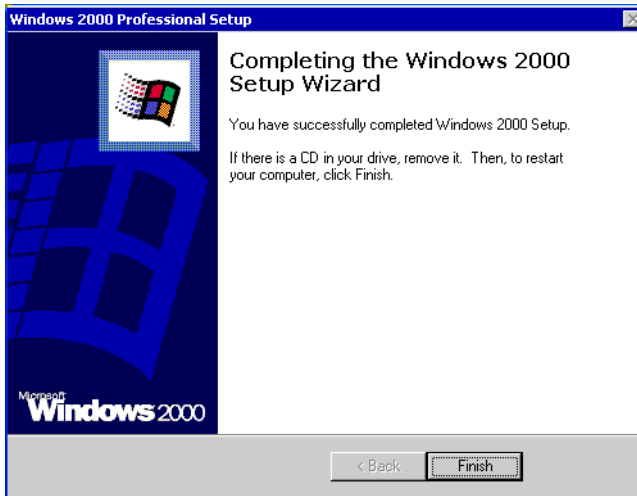 Windows 2000 Professional Setup
Completing the Windows 2000
Setup Wizard
You have successfully completed Windows 2000 Setup.
If there is a CD in your drive, remove it. Then, to restart
your computer, click Finish.
Microsoft
Windows 2000
< Back
Finish